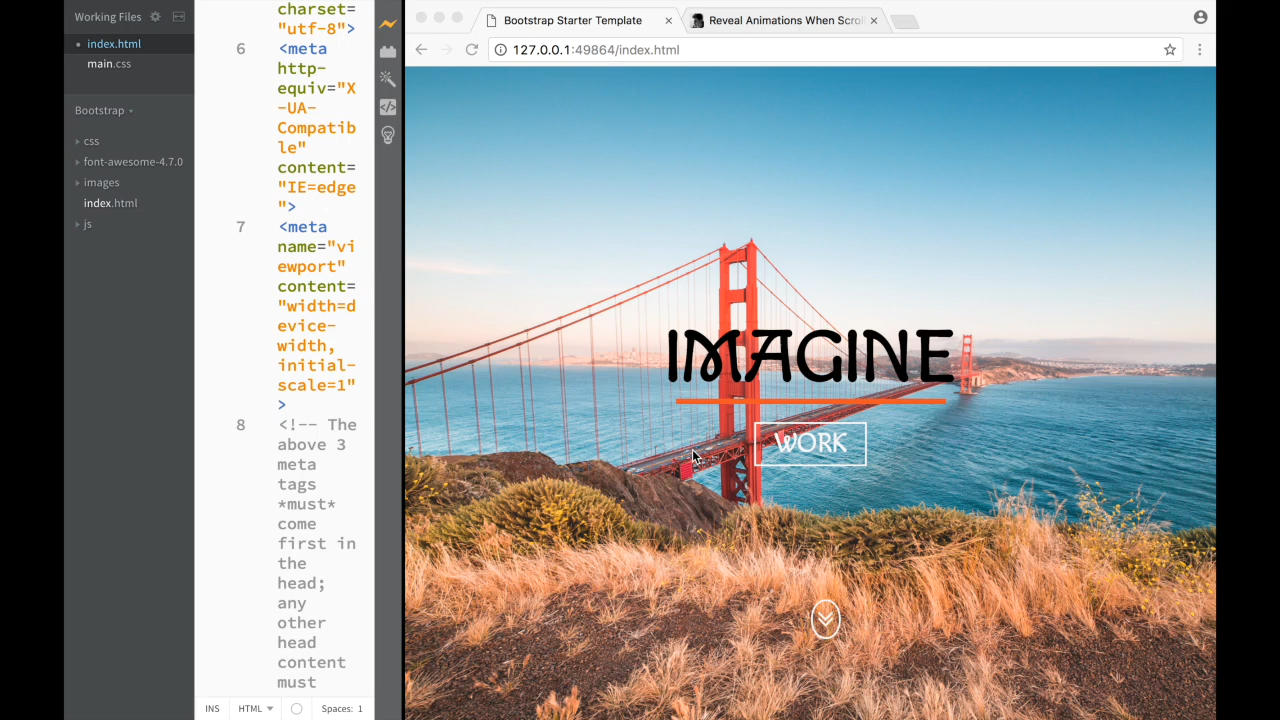 Working Files
index.html
main.css
Bootstrap
css
font-awesome-4.7.0
images
index.html
js
charset=
"utf-8">
6 <meta
http-
equiv="X
-UA-
Compatib
le"
content=
"IE=edge
">
7 <meta
name="vi
ewport"
content=
"width=d
evice-
width,
initial-
scale=1"
>
8 <!-- The
above 3
meta
tags
*must*
come
first in
the
head;
any
other
head
content
must
INS HTML Spaces: 1
Bootstrap Starter Template
Reveal Animations When Scroll
127.0.0.1:49864/index.html
IMAGINE
WORK